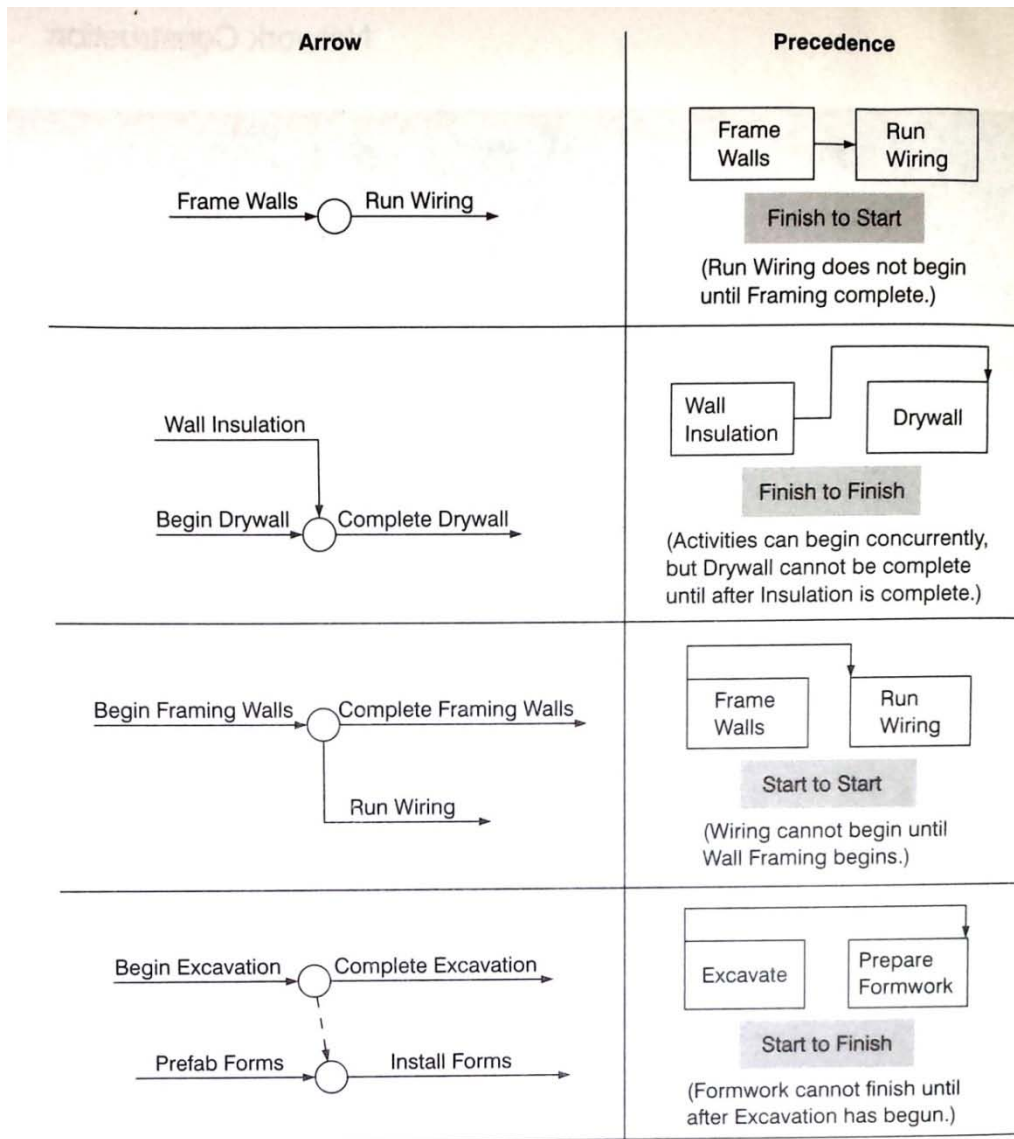 Network Construction
Arrow
Precedence
Frame Walls
Run Wiring
Frame
Walls
Run
Wiring
Finish to Start
(Run Wiring does not begin
until Framing complete.)
Wall Insulation
Begin Drywall
Complete Drywall
Wall
Insulation
Drywall
Finish to Finish
(Activities can begin concurrently,
but Drywall cannot be complete
until after Insulation is complete.)
Begin Framing Walls
Complete Framing Walls
Run Wiring
Frame
Walls
Run
Wiring
Start to Start
(Wiring cannot begin until
Wall Framing begins.)
Begin Excavation
Complete Excavation
Prefab Forms
Install Forms
Excavate
Prepare
Formwork
Start to Finish
(Formwork cannot finish until
after Excavation has begun.)